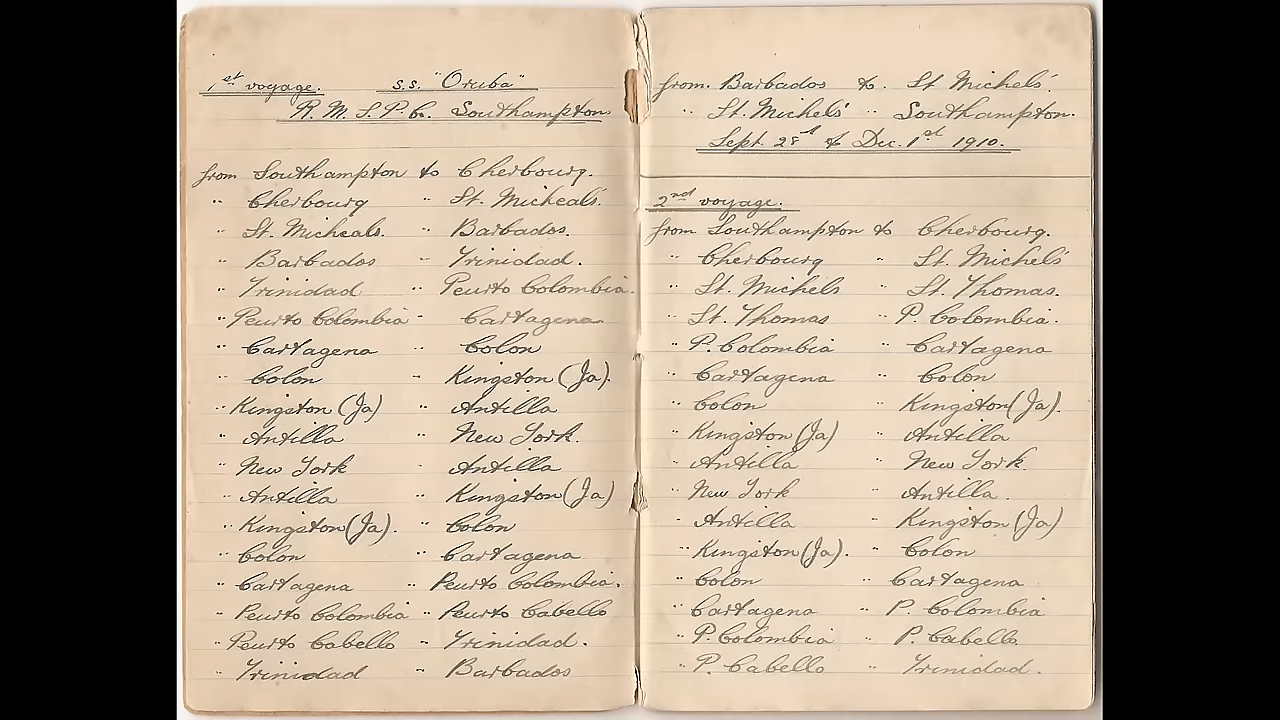 1st voyage. S.S. "Oruba"
R. M. S. P. Co. Southampton
from Southampton to Cherbourg.
" Cherbourg " St. Micheals.
" St. Micheals. " Barbados.
" Barbados " Trinidad.
" Trinidad " Peurto Colombia.
" Peurto Colombia " Cartagena
" Cartagena " Colon
" Colon " Kingston (Ja).
" Kingston (Ja) " Antilla
" Antilla " New York.
" New York " Antilla
" Antilla " Kingston (Ja)
" Kingston (Ja). " Colon
" Colon " Cartagena
" Cartagena " Peurto Colombia.
" Peurto Colombia " Peurto Cabello
" Peurto Cabello " Trinidad.
" Trinidad " Barbados
from Barbados to. St Michels'.
" St. Michels' " Southampton.
Sept. 28th to Dec. 1st 1910.
2nd voyage.
from Southampton to Cherbourg.
" Cherbourg " St. Michels'
" St. Michels " St. Thomas.
" St. Thomas " P. Colombia.
" P. Colombia " Cartagena
" Cartagena " Colon
" Colon " Kingston (Ja).
" Kingston (Ja) " Antilla
" Antilla " New York.
" New York " Antilla.
" Antilla " Kingston (Ja)
" Kingston (Ja). " Colon
" Colon " Cartagena
" Cartagena " P. Colombia
" P. Colombia " P. Cabello
" P. Cabello " Trinidad.